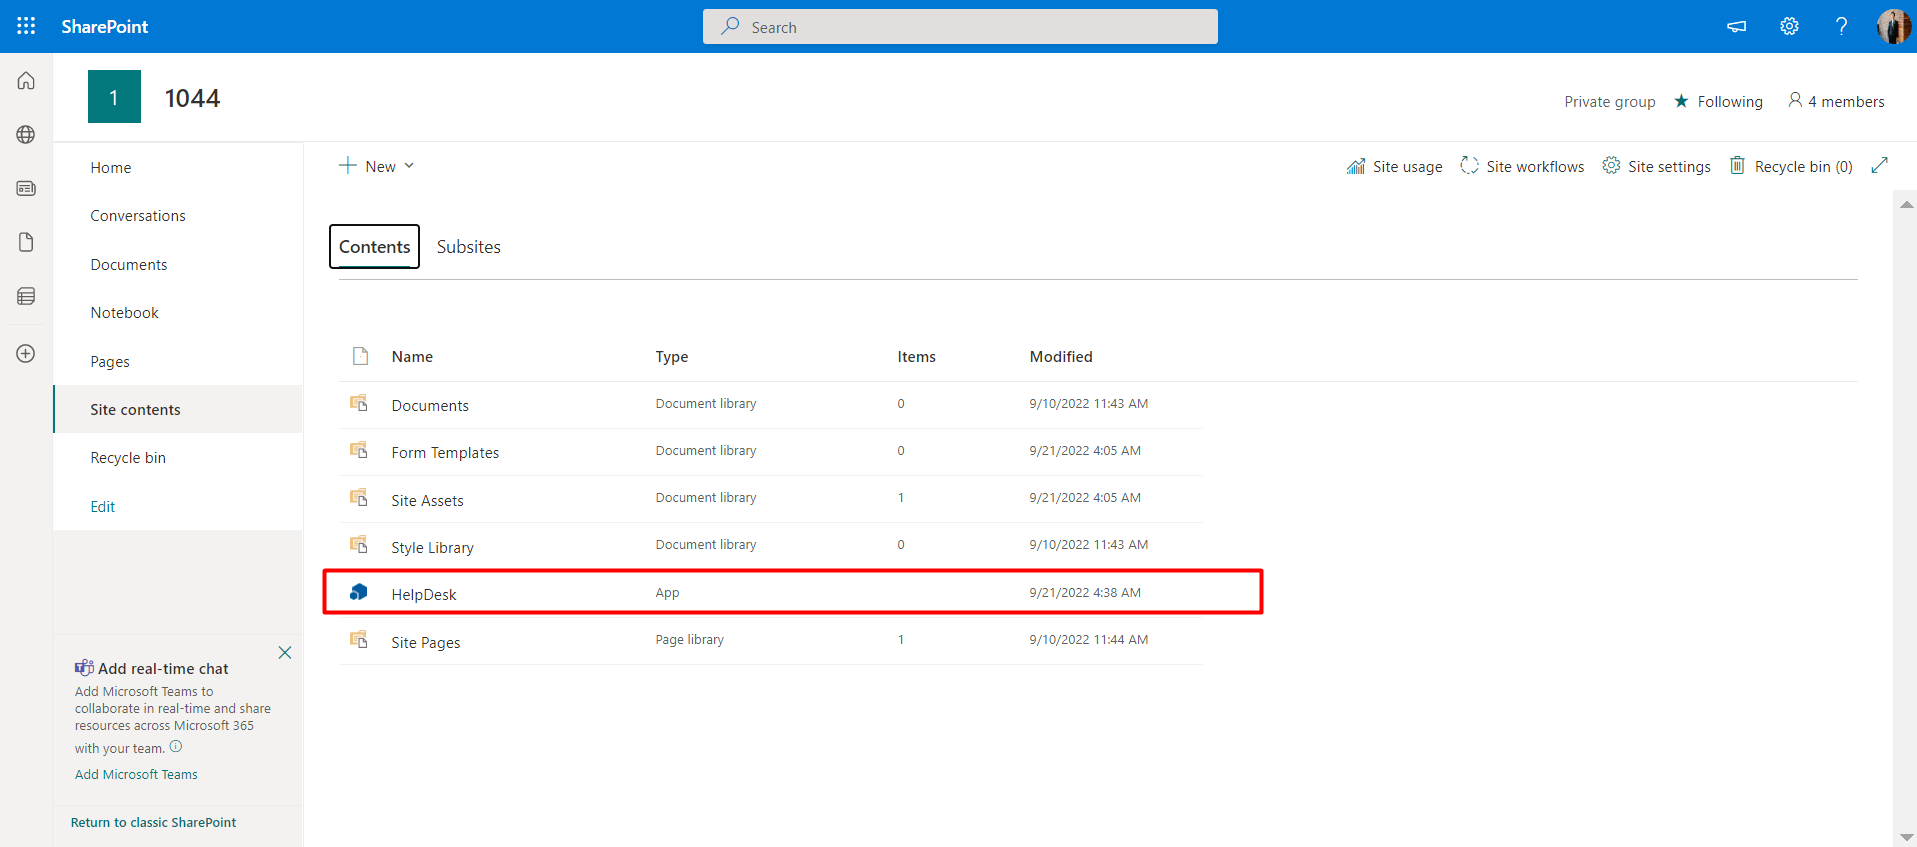 SharePoint
Search
1
1044
Private group
Following
4 members
Home
Conversations
Documents
Notebook
Pages
Site contents
Recycle bin
Edit
New
Site usage
Site workflows
Site settings
Recycle bin (0)
Contents
Subsites
Name Type Items Modified
Documents Document library 0 9/10/2022 11:43 AM
Form Templates Document library 0 9/21/2022 4:05 AM
Site Assets Document library 1 9/21/2022 4:05 AM
Style Library Document library 0 9/10/2022 11:43 AM
HelpDesk App 9/21/2022 4:38 AM
Site Pages Page library 1 9/10/2022 11:44 AM
Add real-time chat
Add Microsoft Teams to
collaborate in real-time and share
resources across Microsoft 365
with your team.
Add Microsoft Teams
Return to classic SharePoint